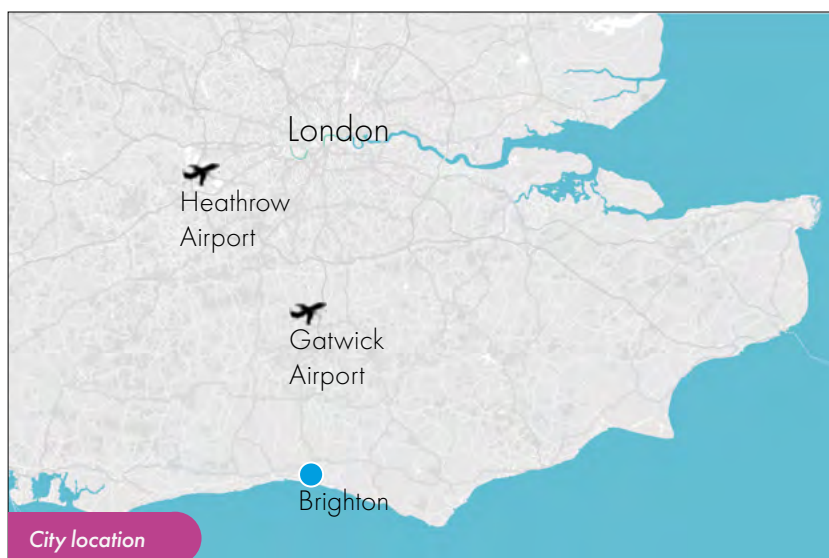 London
Heathrow
Airport
Gatwick
Airport
Brighton
City location